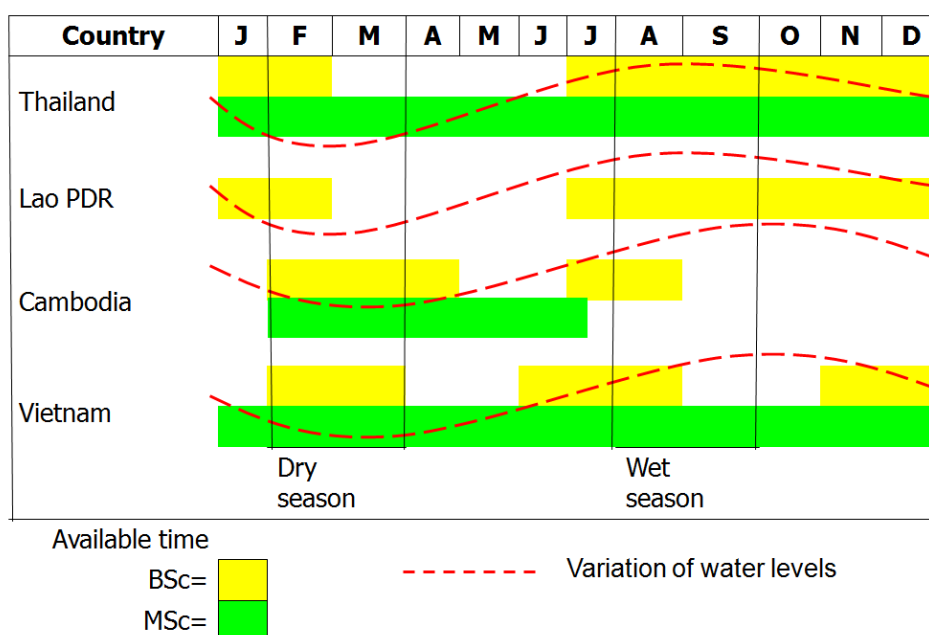 Country J F M A M J J A S O N D
Thailand
Lao PDR
Cambodia
Vietnam
Dry Wet
season season
Available time
BSc= Variation of water levels
MSc=